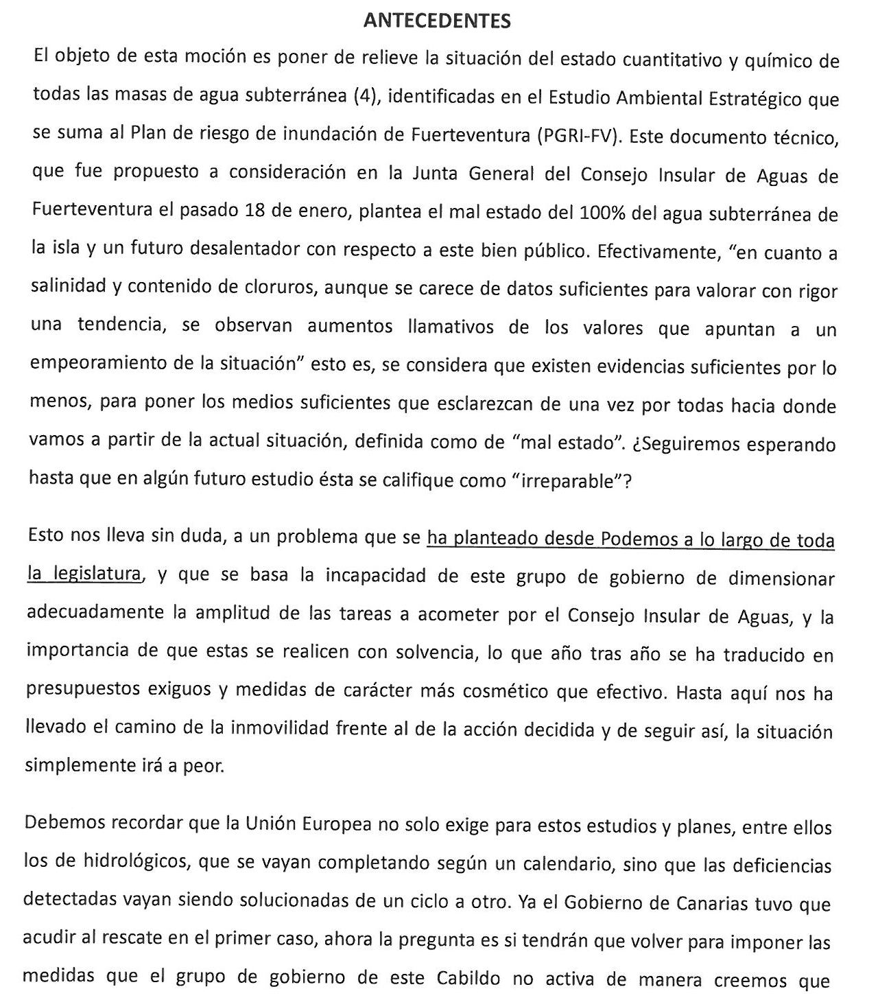 ANTECEDENTES
El objeto de esta moción es poner de relieve la situación del estado cuantitativo y químico de
todas las masas de agua subterránea (4), identificadas en el Estudio Ambiental Estratégico que
se suma al Plan de riesgo de inundación de Fuerteventura (PGRI-FV). Este documento técnico,
que fue propuesto a consideración en la Junta General del Consejo Insular de Aguas de
Fuerteventura el pasado 18 de enero, plantea el mal estado del 100% del agua subterránea de
la isla y un futuro desalentador con respecto a este bien público. Efectivamente, “en cuanto a
salinidad y contenido de cloruros, aunque se carece de datos suficientes para valorar con rigor
una tendencia, se observan aumentos llamativos de los valores que apuntan a un
empeoramiento de la situación” esto es, se considera que existen evidencias suficientes por lo
menos, para poner los medios suficientes que esclarezcan de una vez por todas hacia donde
vamos a partir de la actual situación, definida como de “mal estado”. ¿Seguiremos esperando
hasta que en algún futuro estudio ésta se califique como “irreparable”?
Esto nos lleva sin duda, a un problema que se ha planteado desde Podemos a lo largo de toda
la legislatura, y que se basa la incapacidad de este grupo de gobierno de dimensionar
adecuadamente la amplitud de las tareas a acometer por el Consejo Insular de Aguas, y la
importancia de que estas se realicen con solvencia, lo que año tras año se ha traducido en
presupuestos exiguos y medidas de carácter más cosmético que efectivo. Hasta aquí nos ha
llevado el camino de la inmovilidad frente al de la acción decidida y de seguir así, la situación
simplemente irá a peor.
Debemos recordar que la Unión Europea no solo exige para estos estudios y planes, entre ellos
los de hidrológicos, que se vayan completando según un calendario, sino que las deficiencias
detectadas vayan siendo solucionadas de un ciclo a otro. Ya el Gobierno de Canarias tuvo que
acudir al rescate en el primer caso, ahora la pregunta es si tendrán que volver para imponer las
medidas que el grupo de gobierno de este Cabildo no activa de manera creemos que